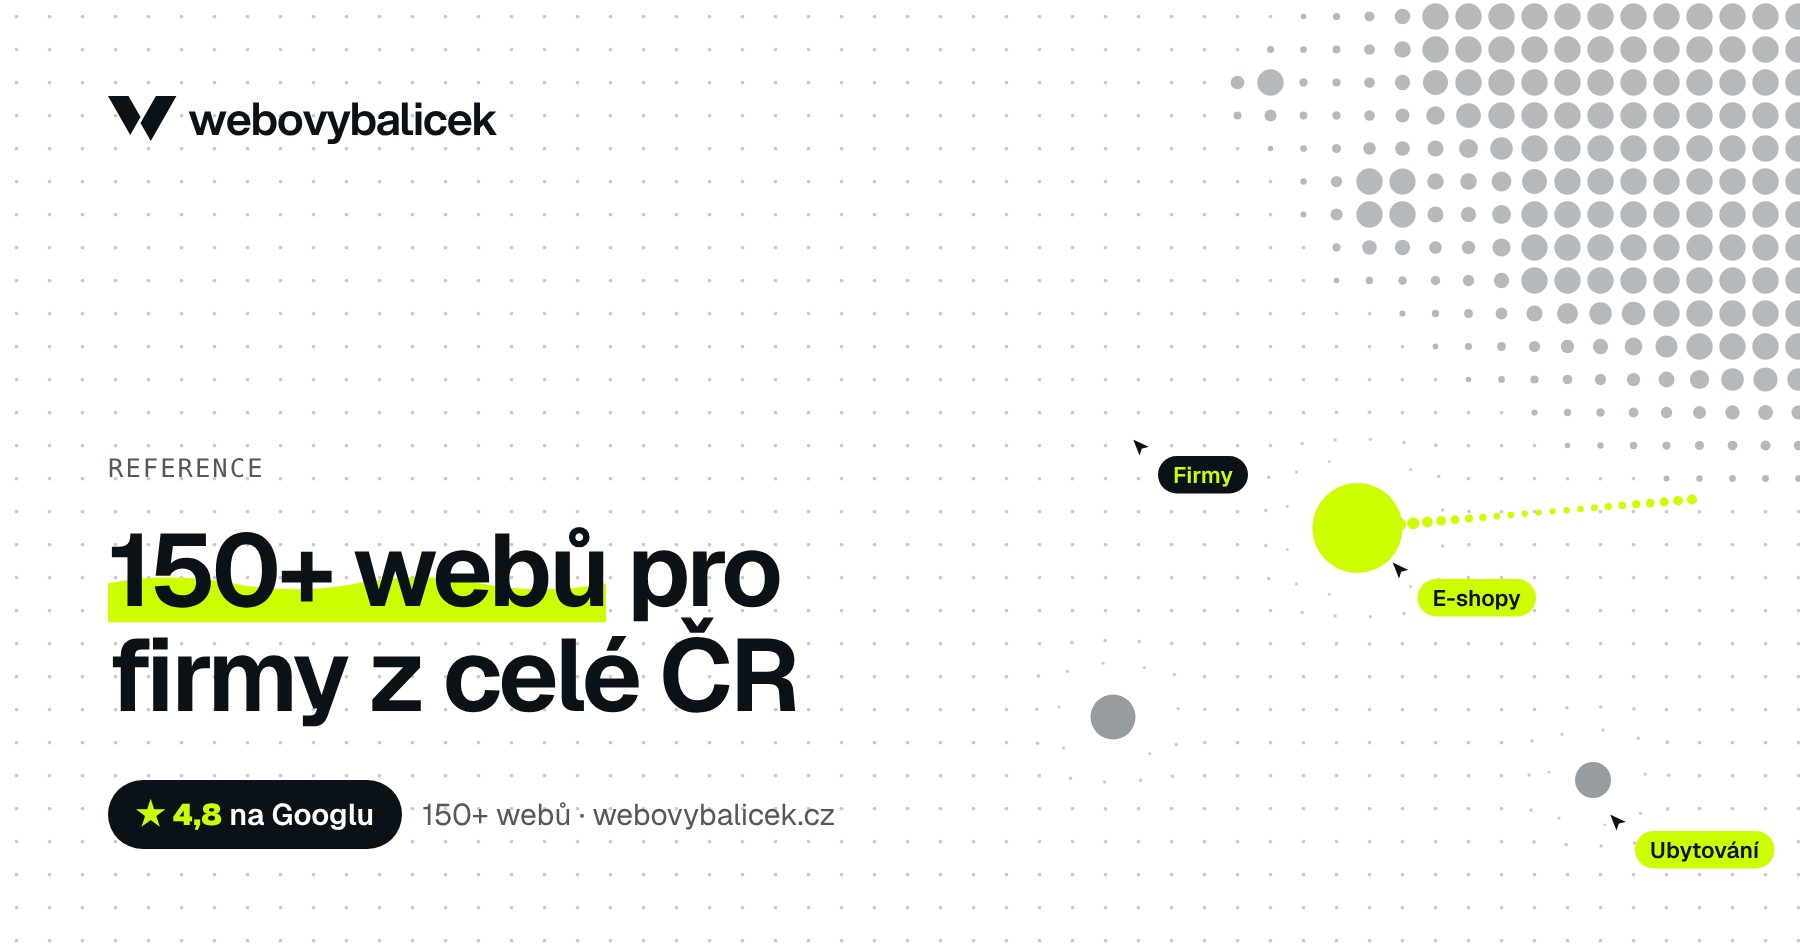 webovybalicek
REFERENCE
150+ webů pro
firmy z celé ČR
★ 4,8 na Googlu
150+ webů · webovybalicek.cz
Firmy
E-shopy
Ubytování